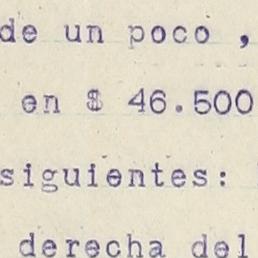 de un poco ,
en $ 46.500
siguientes:
derecha del